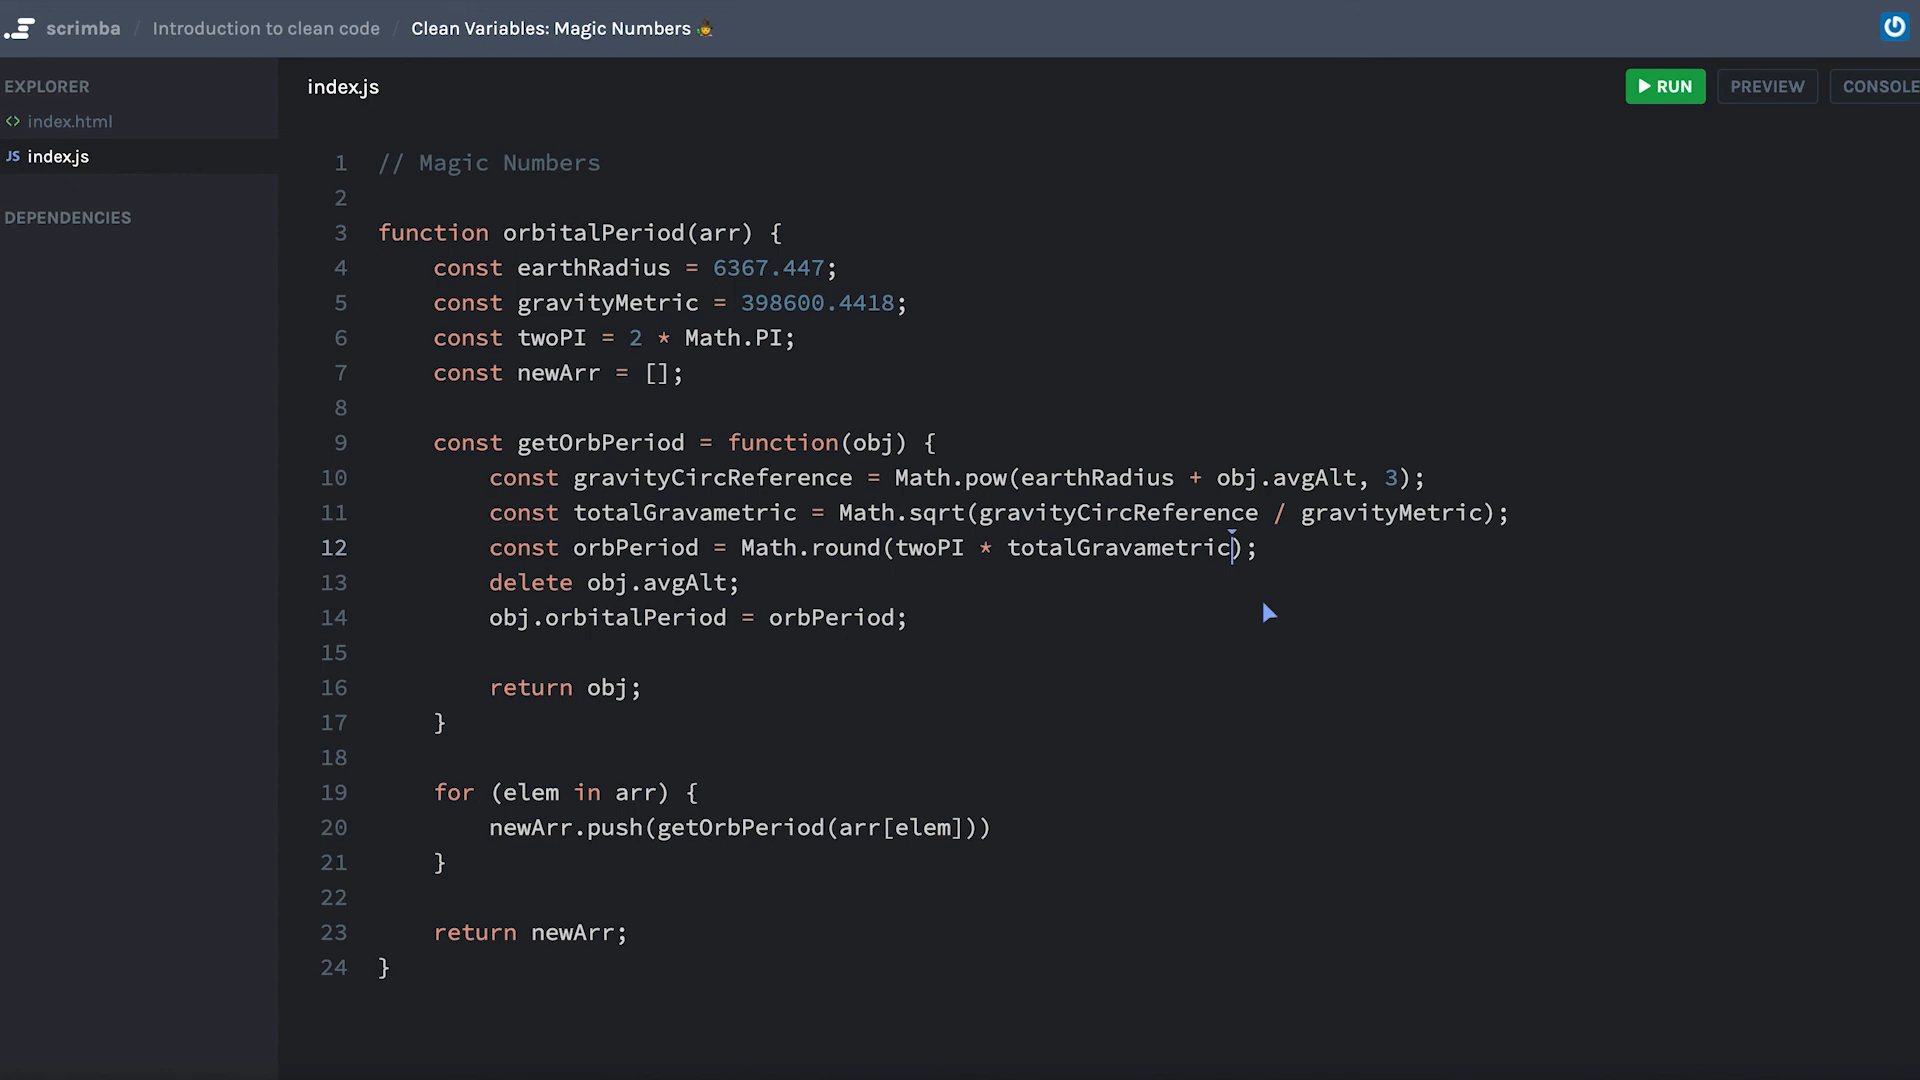 scrimba / Introduction to clean code / Clean Variables: Magic Numbers
EXPLORER
<> index.html
JS index.js
DEPENDENCIES
index.js
RUN
PREVIEW
CONSOLE
1 // Magic Numbers
2
3 function orbitalPeriod(arr) {
4     const earthRadius = 6367.447;
5     const gravityMetric = 398600.4418;
6     const twoPI = 2 * Math.PI;
7     const newArr = [];
8
9     const getOrbPeriod = function(obj) {
10         const gravityCircReference = Math.pow(earthRadius + obj.avgAlt, 3);
11         const totalGravametric = Math.sqrt(gravityCircReference / gravityMetric);
12         const orbPeriod = Math.round(twoPI * totalGravametric);
13         delete obj.avgAlt;
14         obj.orbitalPeriod = orbPeriod;
15
16         return obj;
17     }
18
19     for (elem in arr) {
20         newArr.push(getOrbPeriod(arr[elem]))
21     }
22
23     return newArr;
24 }